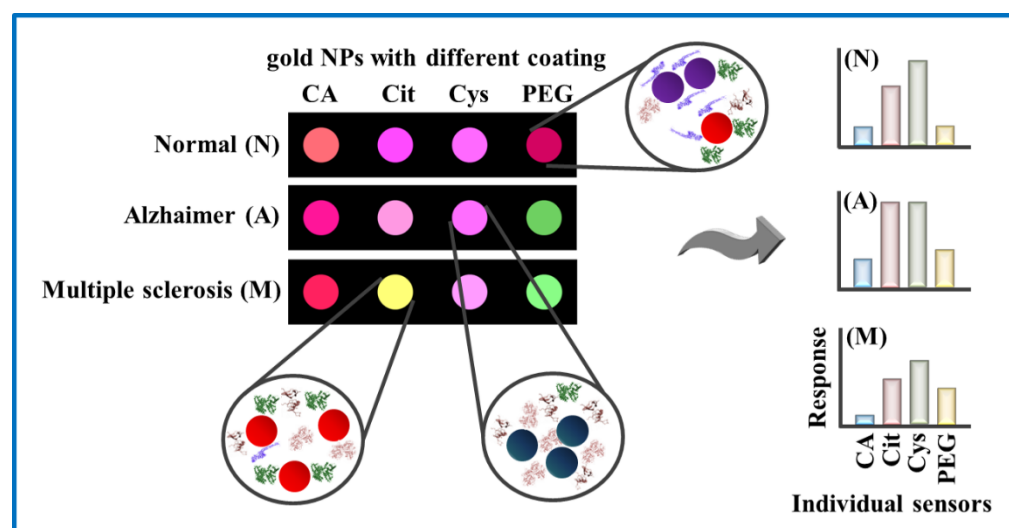 gold NPs with different coating
CA Cit Cys PEG
Normal (N)
Alzhaimer (A)
Multiple sclerosis (M)
(N)
(A)
(M)
Response
CA Cit Cys PEG
Individual sensors